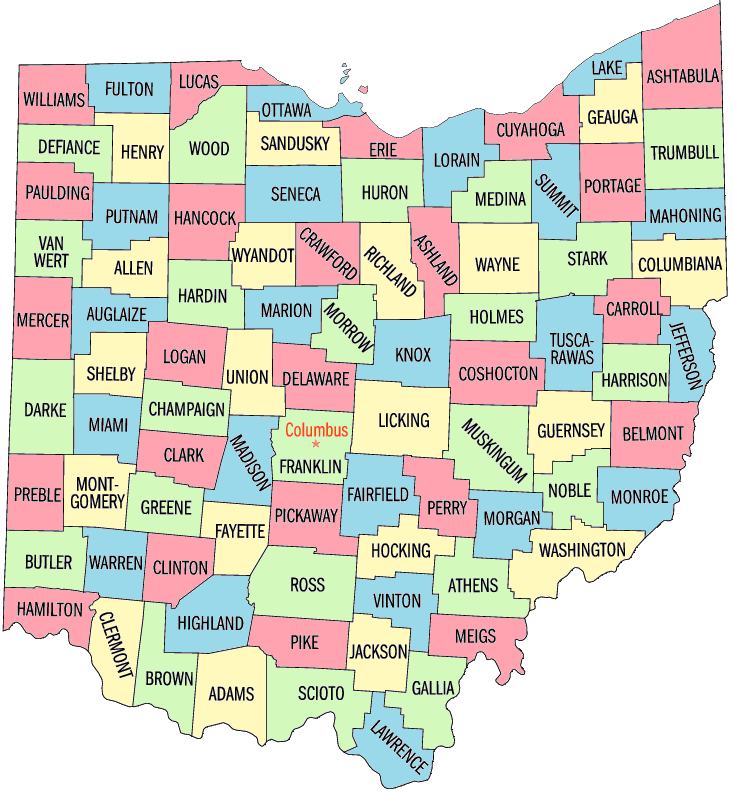 LAKE
ASHTABULA
LUCAS
FULTON
WILLIAMS
OTTAWA
GEAUGA
CUYAHOGA
SANDUSKY
ERIE
DEFIANCE
HENRY
WOOD
LORAIN
TRUMBULL
SENECA
HURON
MEDINA
SUMMIT
PORTAGE
PAULDING
PUTNAM
HANCOCK
MAHONING
VAN
WERT
ALLEN
WYANDOT
CRAWFORD
RICHLAND
ASHLAND
WAYNE
STARK
COLUMBIANA
HARDIN
MERCER
AUGLAIZE
MARION
MORROW
HOLMES
CARROLL
JEFFERSON
LOGAN
KNOX
TUSCA-
RAWAS
SHELBY
UNION
DELAWARE
COSHOCTON
HARRISON
DARKE
CHAMPAIGN
MIAMI
LICKING
MUSKINGUM
GUERNSEY
BELMONT
Columbus
*
FRANKLIN
CLARK
MADISON
PREBLE
MONT-
GOMERY
GREENE
FAIRFIELD
PERRY
NOBLE
MONROE
PICKAWAY
MORGAN
FAYETTE
HOCKING
WASHINGTON
BUTLER
WARREN
CLINTON
ROSS
ATHENS
VINTON
HAMILTON
CLERMONT
HIGHLAND
PIKE
JACKSON
MEIGS
BROWN
ADAMS
SCIOTO
GALLIA
LAWRENCE